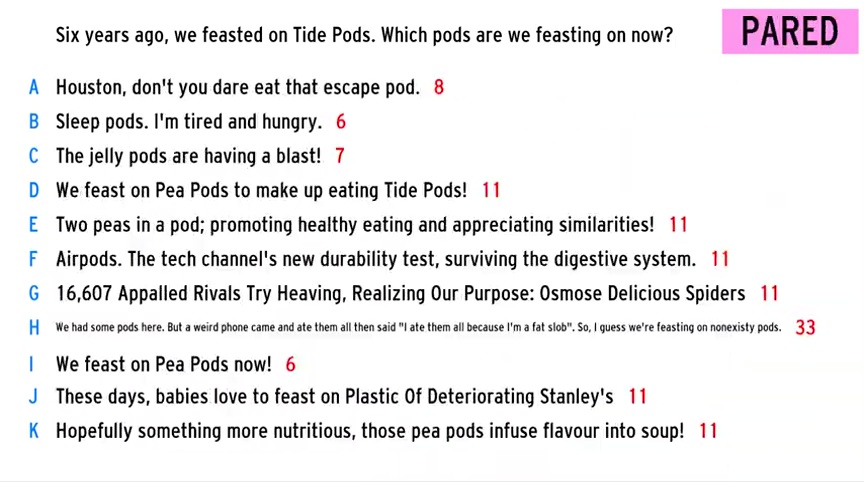 Six years ago, we feasted on Tide Pods. Which pods are we feasting on now?
PARED
A Houston, don't you dare eat that escape pod. 8
B Sleep pods. I'm tired and hungry. 6
C The jelly pods are having a blast! 7
D We feast on Pea Pods to make up eating Tide Pods! 11
E Two peas in a pod; promoting healthy eating and appreciating similarities! 11
F Airpods. The tech channel's new durability test, surviving the digestive system. 11
G 16,607 Appalled Rivals Try Heaving, Realizing Our Purpose: Osmose Delicious Spiders 11
H We had some pods here. But a weird phone came and ate them all then said "I ate them all because I'm a fat slob". So, I guess we're feasting on nonexisty pods. 33
I We feast on Pea Pods now! 6
J These days, babies love to feast on Plastic Of Deteriorating Stanley's 11
K Hopefully something more nutritious, those pea pods infuse flavour into soup! 11